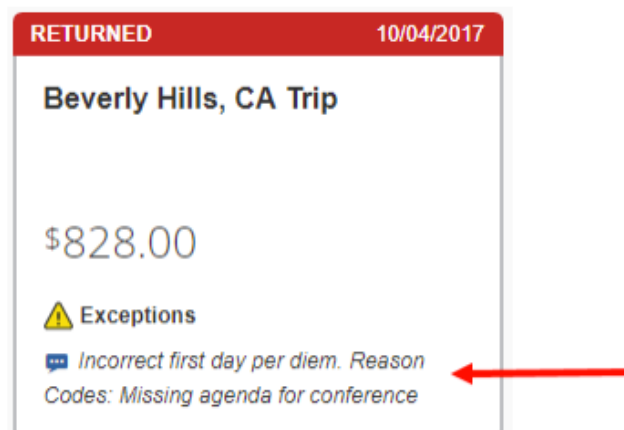 RETURNED 10/04/2017
Beverly Hills, CA Trip
$828.00
Exceptions
Incorrect first day per diem. Reason
Codes: Missing agenda for conference